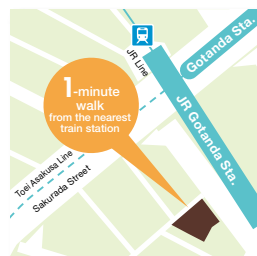 JR Line
Gotanda Sta.
1-minute
walk
from the nearest
train station
JR Gotanda Sta.
Toei Asakusa Line
Sakurada Street